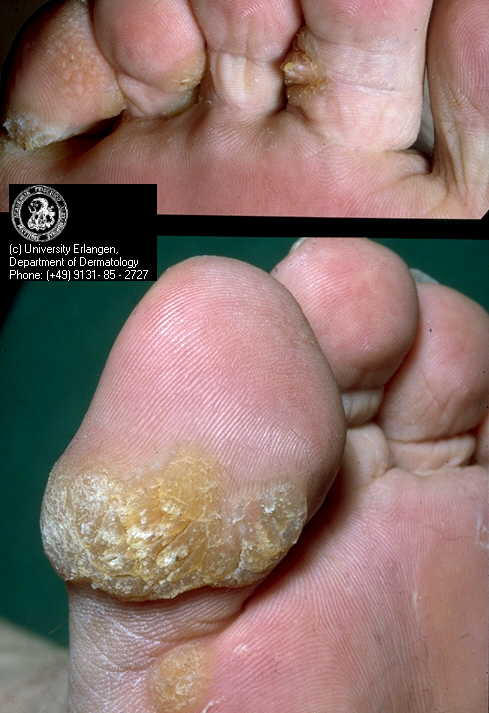 (c) University Erlangen,
Department of Dermatology
Phone: (+49) 9131- 85 - 2727